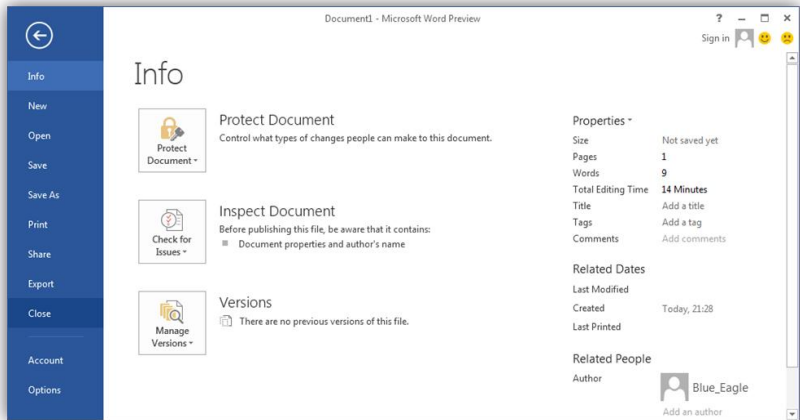 Document1 - Microsoft Word Preview
?
Sign in
Info
New
Open
Save
Save As
Print
Share
Export
Close
Account
Options
Info
Protect
Document
Protect Document
Control what types of changes people can make to this document.
Check for
Issues
Inspect Document
Before publishing this file, be aware that it contains:
Document properties and author's name
Manage
Versions
Versions
There are no previous versions of this file.
Properties
Size Not saved yet
Pages 1
Words 9
Total Editing Time 14 Minutes
Title Add a title
Tags Add a tag
Comments Add comments
Related Dates
Last Modified
Created Today, 21:28
Last Printed
Related People
Author Blue_Eagle
Add an author